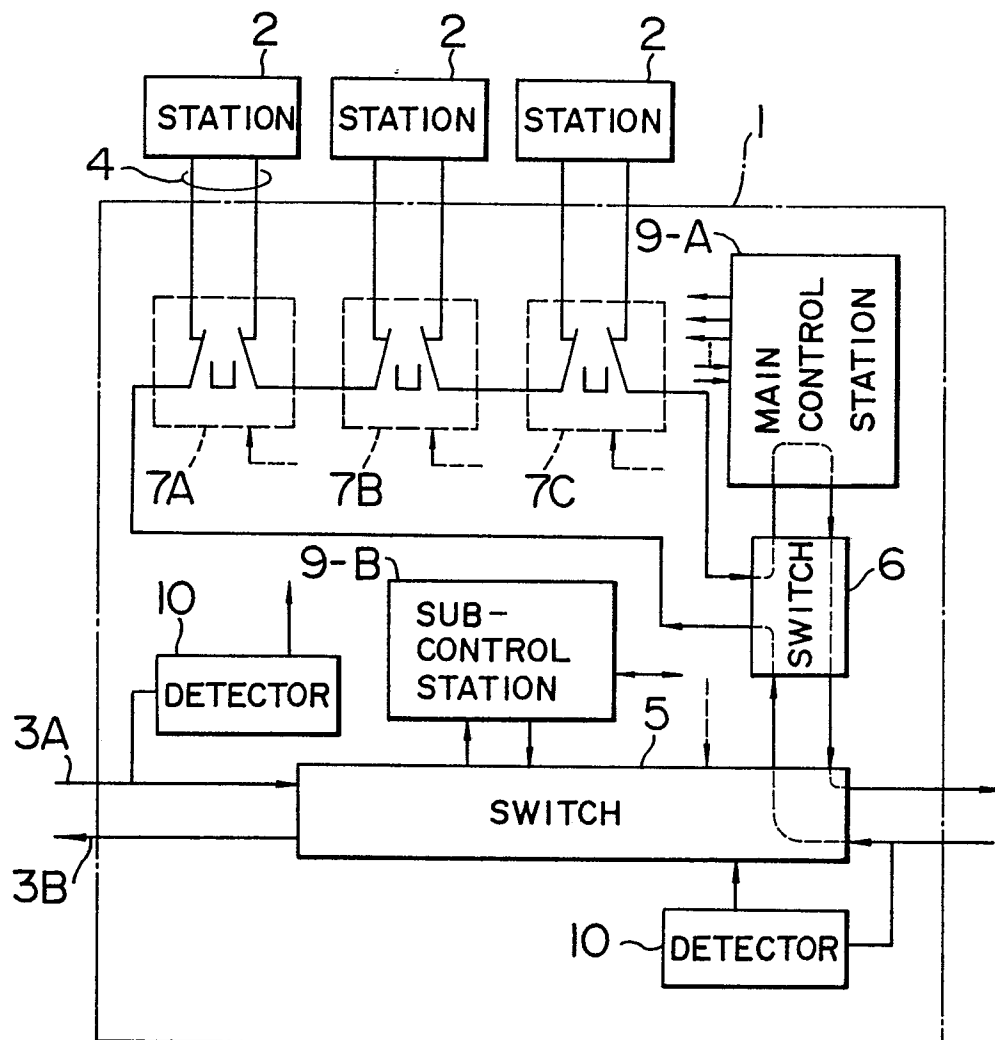 2
2
2
STATION
STATION
STATION
1
4
9-A
MAIN
CONTROL
STATION
7A
7B
7C
9-B
SWITCH
6
10
SUB-
CONTROL
STATION
DETECTOR
5
3A
SWITCH
3B
10
DETECTOR